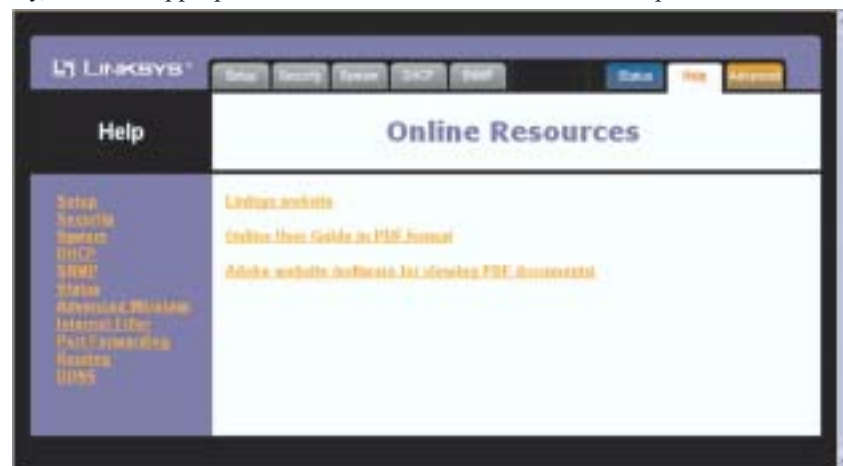 LINKSYS®
Setup Security System DHCP SNMP Status Help Advanced
Help
Online Resources
Setup
Security
System
DHCP
SNMP
Status
Advanced Wireless
Internet Filter
Port Forwarding
Routing
DDNS
Linksys website
Online User Guide in PDF format
Adobe website (software for viewing PDF documents)